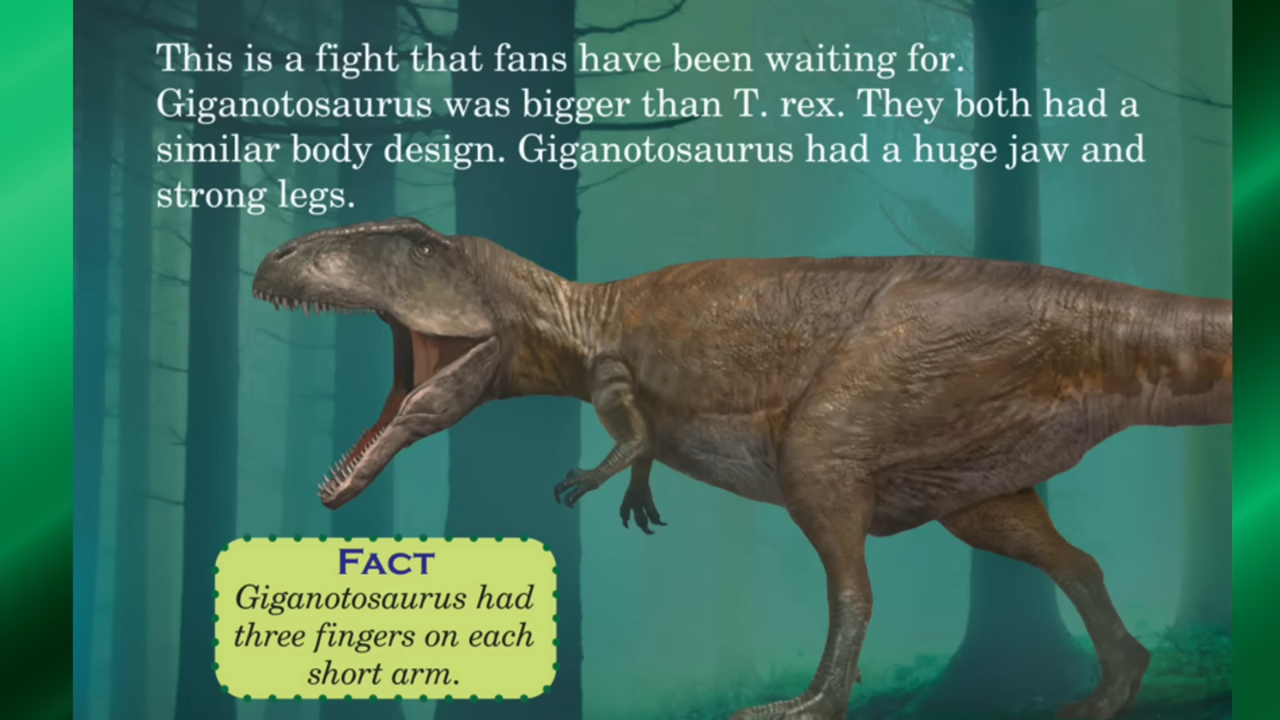 This is a fight that fans have been waiting for.
Giganotosaurus was bigger than T. rex. They both had a
similar body design. Giganotosaurus had a huge jaw and
strong legs.
FACT
Giganotosaurus had
three fingers on each
short arm.